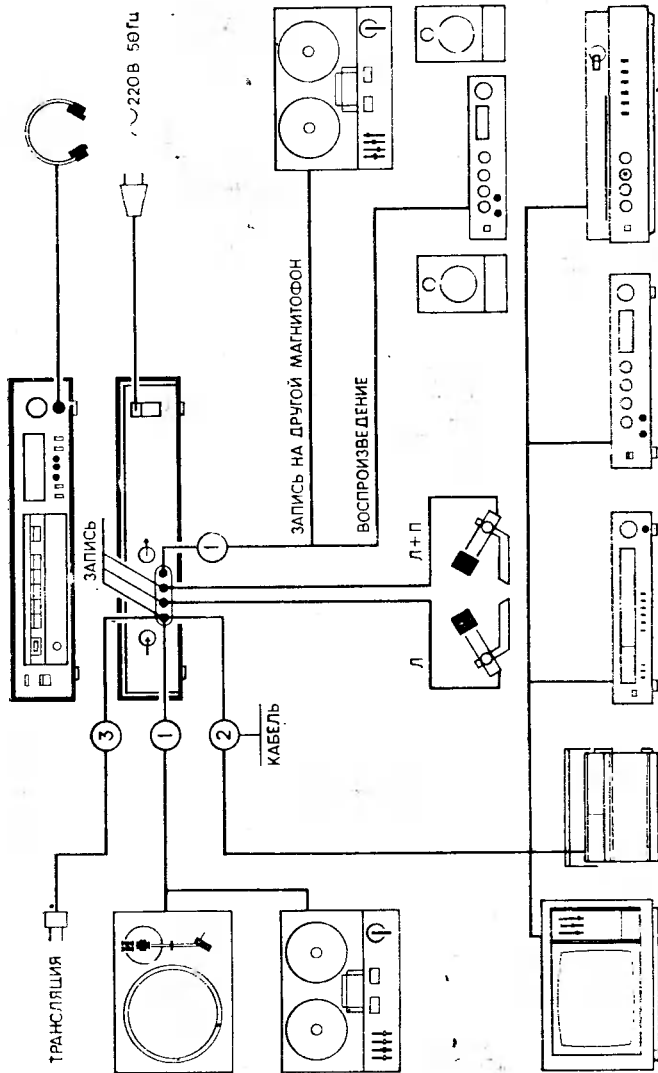 ТРАНСЛЯЦИЯ
3
1
2
КАБЕЛЬ
ЗАПИСЬ
1
~220В 50Гц
ЗАПИСЬ НА ДРУГОЙ МАГНИТОФОН
ВОСПРОИЗВЕДЕНИЕ
Л
Л+П